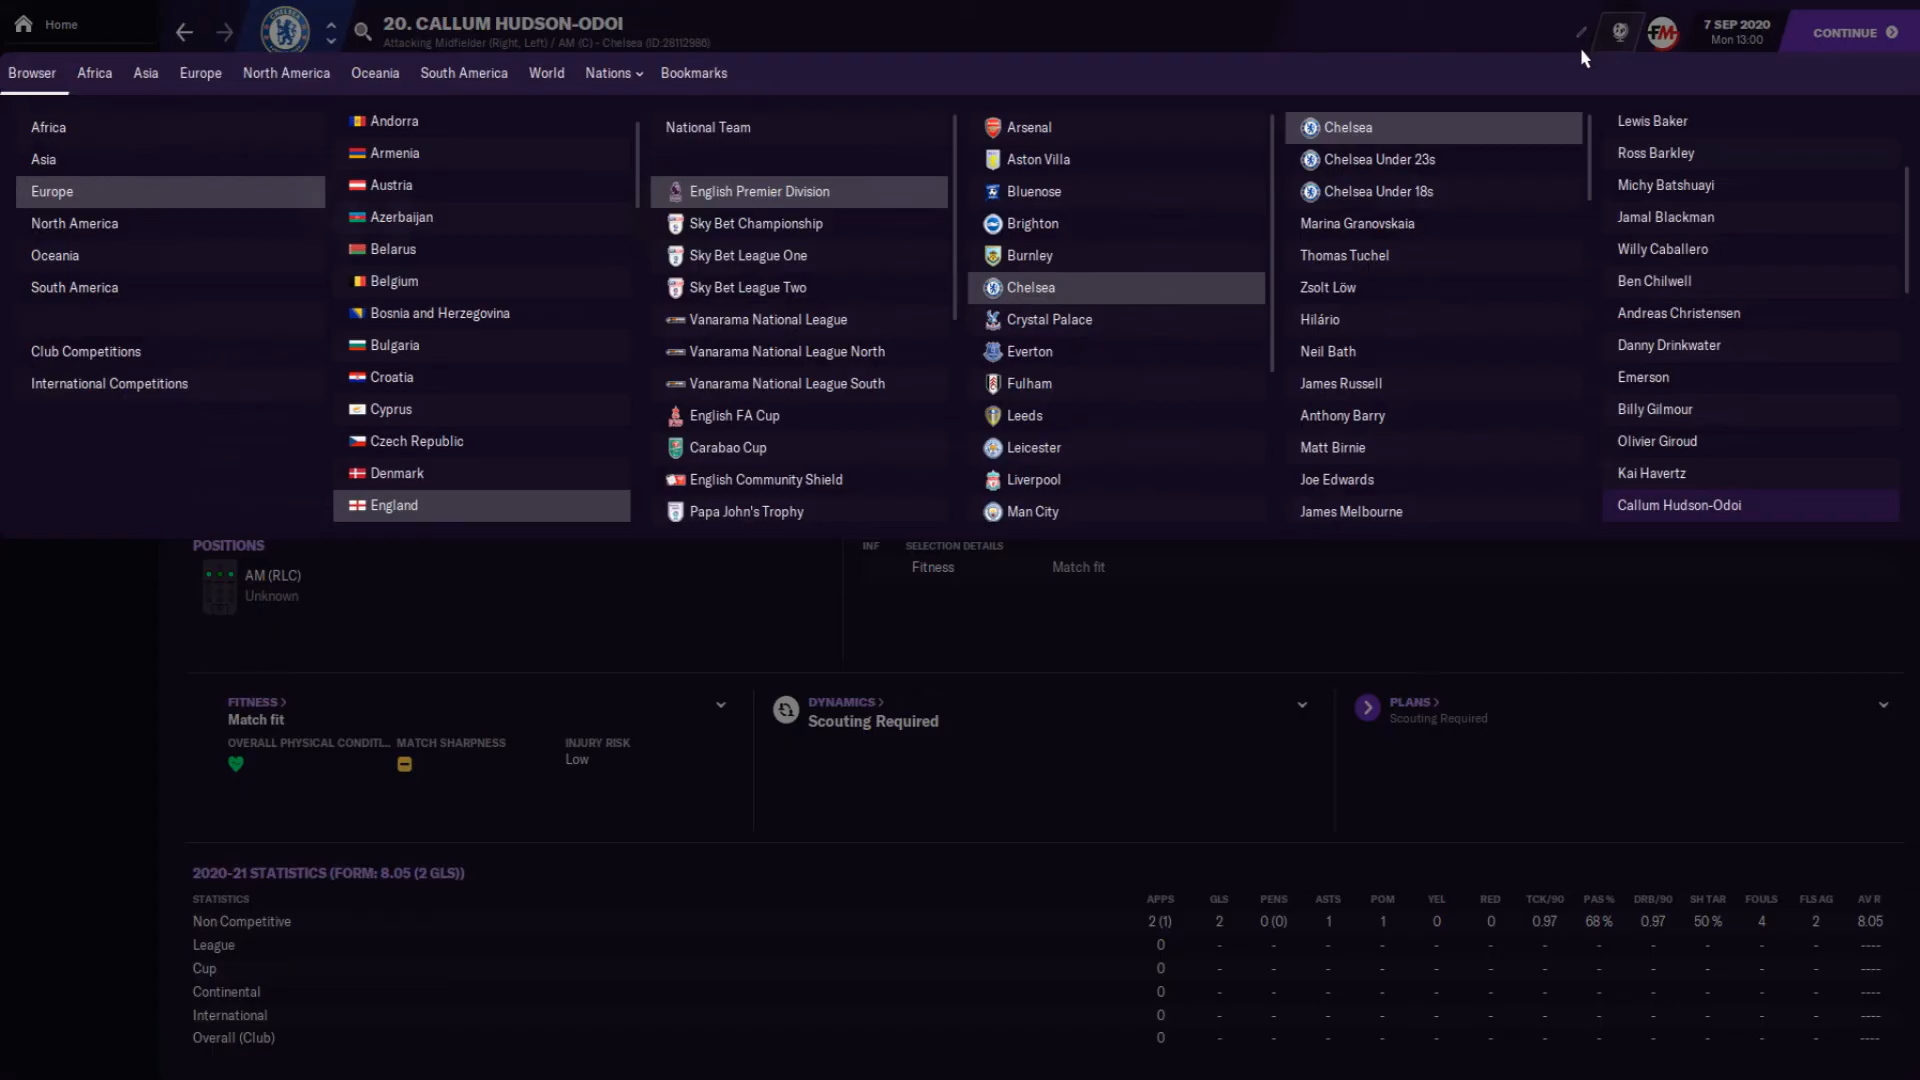 Home
20. CALLUM HUDSON-ODOI
Attacking Midfielder (Right, Left) / AM (C) - Chelsea (ID:28112986)
FM
7 SEP 2020
Mon 13:00
CONTINUE
Browser Africa Asia Europe North America Oceania South America World Nations Bookmarks
Africa
Asia
Europe
North America
Oceania
South America
Club Competitions
International Competitions
Andorra
Armenia
Austria
Azerbaijan
Belarus
Belgium
Bosnia and Herzegovina
Bulgaria
Croatia
Cyprus
Czech Republic
Denmark
England
National Team
English Premier Division
Sky Bet Championship
Sky Bet League One
Sky Bet League Two
Vanarama National League
Vanarama National League North
Vanarama National League South
English FA Cup
Carabao Cup
English Community Shield
Papa John's Trophy
Arsenal
Aston Villa
Bluenose
Brighton
Burnley
Chelsea
Crystal Palace
Everton
Fulham
Leeds
Leicester
Liverpool
Man City
Chelsea
Chelsea Under 23s
Chelsea Under 18s
Marina Granovskaia
Thomas Tuchel
Zsolt Löw
Hilário
Neil Bath
James Russell
Anthony Barry
Matt Birnie
Joe Edwards
James Melbourne
Lewis Baker
Ross Barkley
Michy Batshuayi
Jamal Blackman
Willy Caballero
Ben Chilwell
Andreas Christensen
Danny Drinkwater
Emerson
Billy Gilmour
Olivier Giroud
Kai Havertz
Callum Hudson-Odoi
POSITIONS
AM (RLC)
Unknown
INF SELECTION DETAILS
Fitness Match fit
FITNESS >
Match fit
OVERALL PHYSICAL CONDITI... MATCH SHARPNESS INJURY RISK
Low
DYNAMICS >
Scouting Required
PLANS >
Scouting Required
2020-21 STATISTICS (FORM: 8.05 (2 GLS))
STATISTICS APPS GLS PENS ASTS POM YEL RED TCK/90 PAS % DRB/90 SH TAR FOULS FLS AG AV R
Non Competitive 2 (1) 2 0 (0) 1 1 0 0 0.97 68 % 0.97 50 % 4 2 8.05
League 0 - - - - - - - - - - - - ----
Cup 0 - - - - - - - - - - - - ----
Continental 0 - - - - - - - - - - - - ----
International 0 - - - - - - - - - - - - ----
Overall (Club) 0 - - - - - - - - - - - - ----